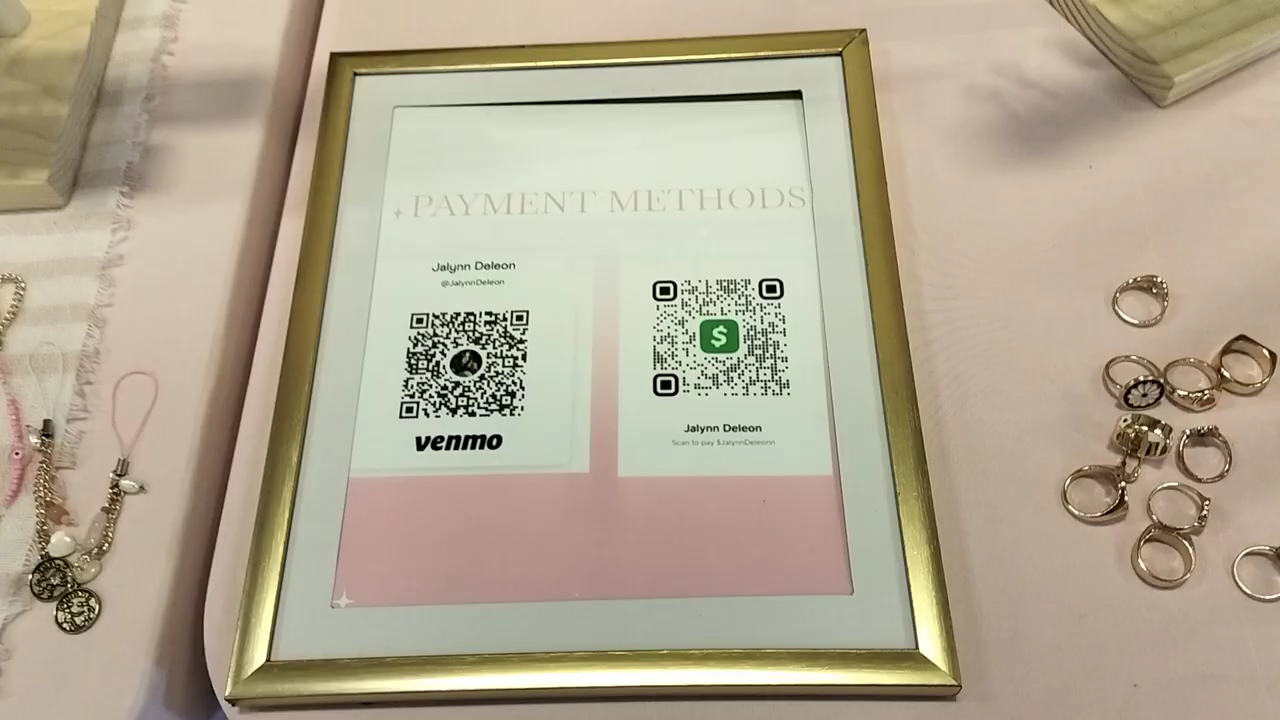 PAYMENT METHODS
Jalynn Deleon
@JalynnDeleon
venmo
$
Jalynn Deleon
Scan to pay $JalynnDeleonn